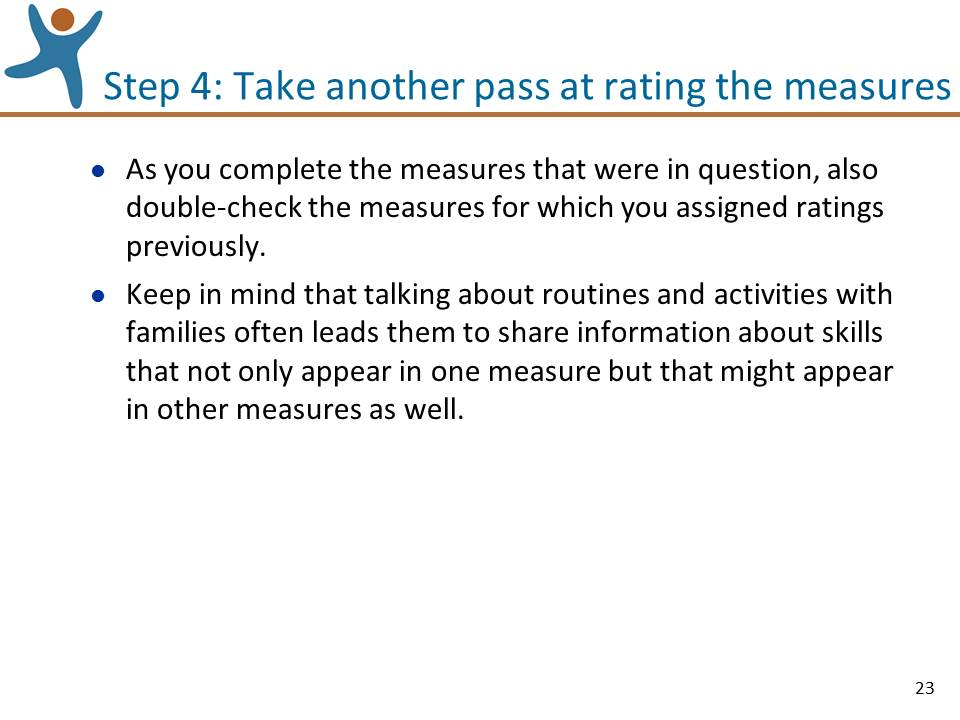 Step 4: Take another pass at rating the measures
● As you complete the measures that were in question, also
double-check the measures for which you assigned ratings
previously.
● Keep in mind that talking about routines and activities with
families often leads them to share information about skills
that not only appear in one measure but that might appear
in other measures as well.
23